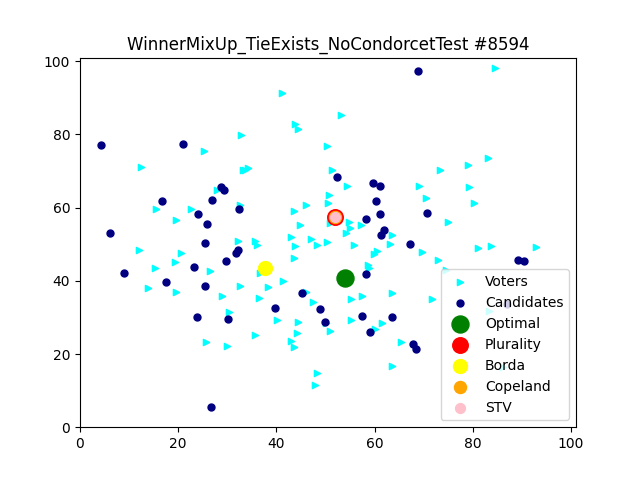 WinnerMixUp_TieExists_NoCondorcetTest #8594
100
80
60
40
20
0
0 20 40 60 80 100
Voters
Candidates
Optimal
Plurality
Borda
Copeland
STV